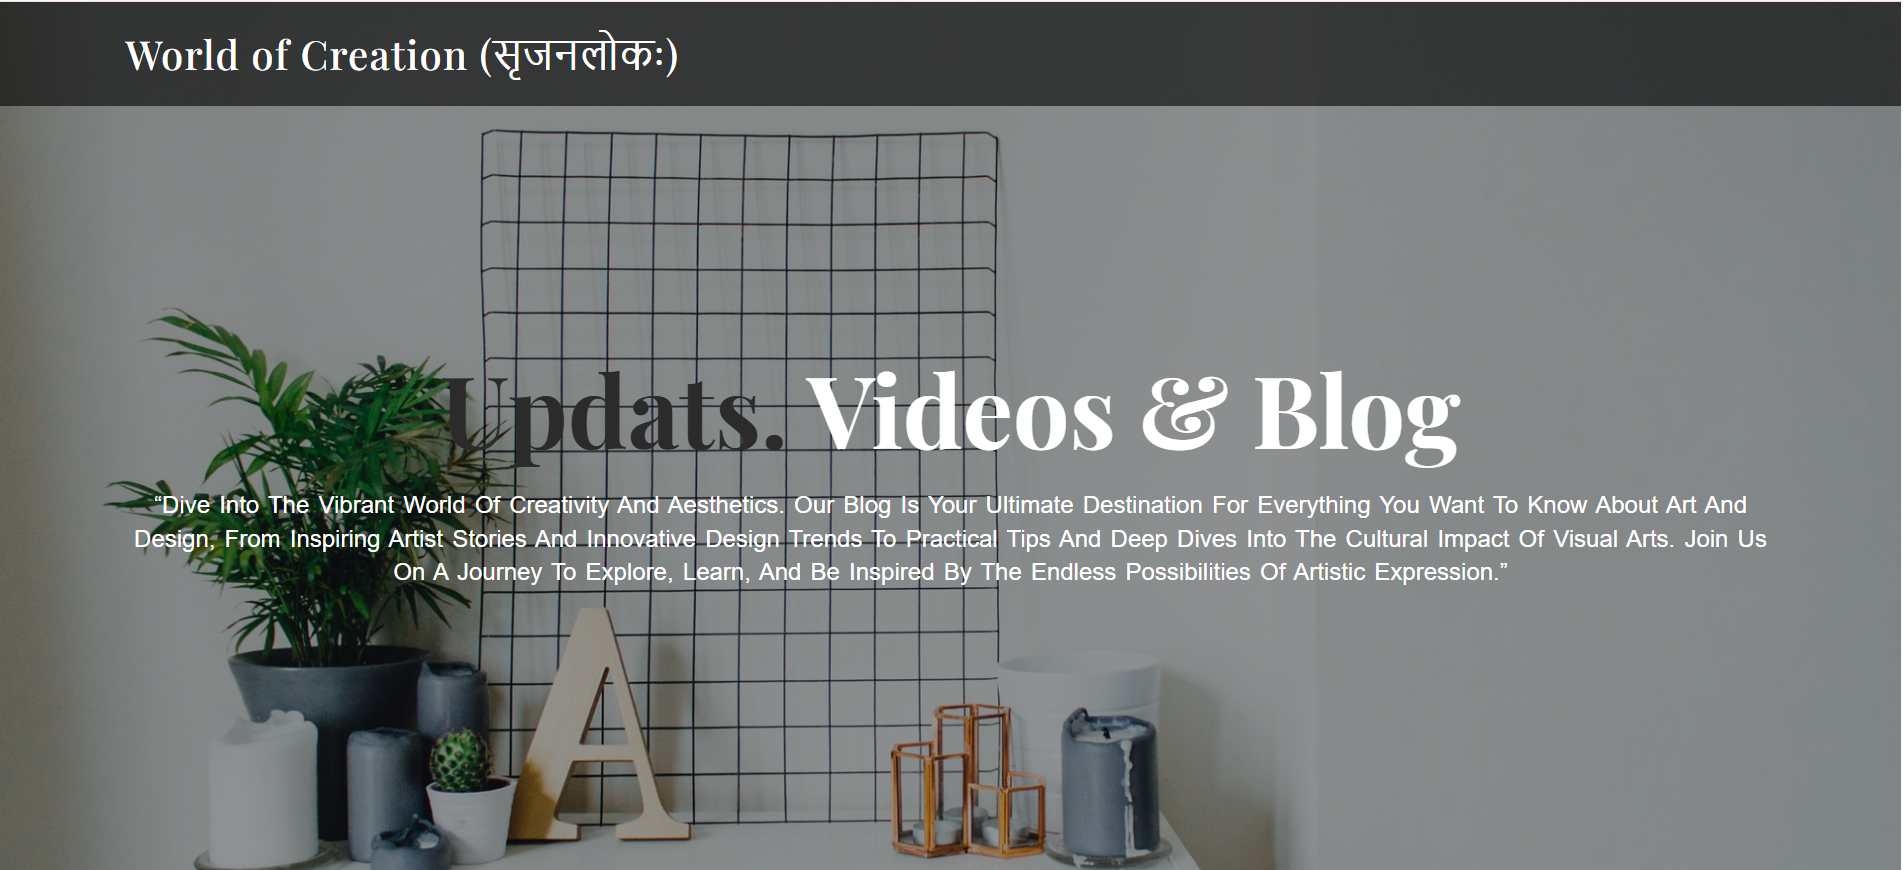 World of Creation (सृजनलोकः)
Updats. Videos & Blog
“Dive Into The Vibrant World Of Creativity And Aesthetics. Our Blog Is Your Ultimate Destination For Everything You Want To Know About Art And
Design, From Inspiring Artist Stories And Innovative Design Trends To Practical Tips And Deep Dives Into The Cultural Impact Of Visual Arts. Join Us
On A Journey To Explore, Learn, And Be Inspired By The Endless Possibilities Of Artistic Expression.”
A